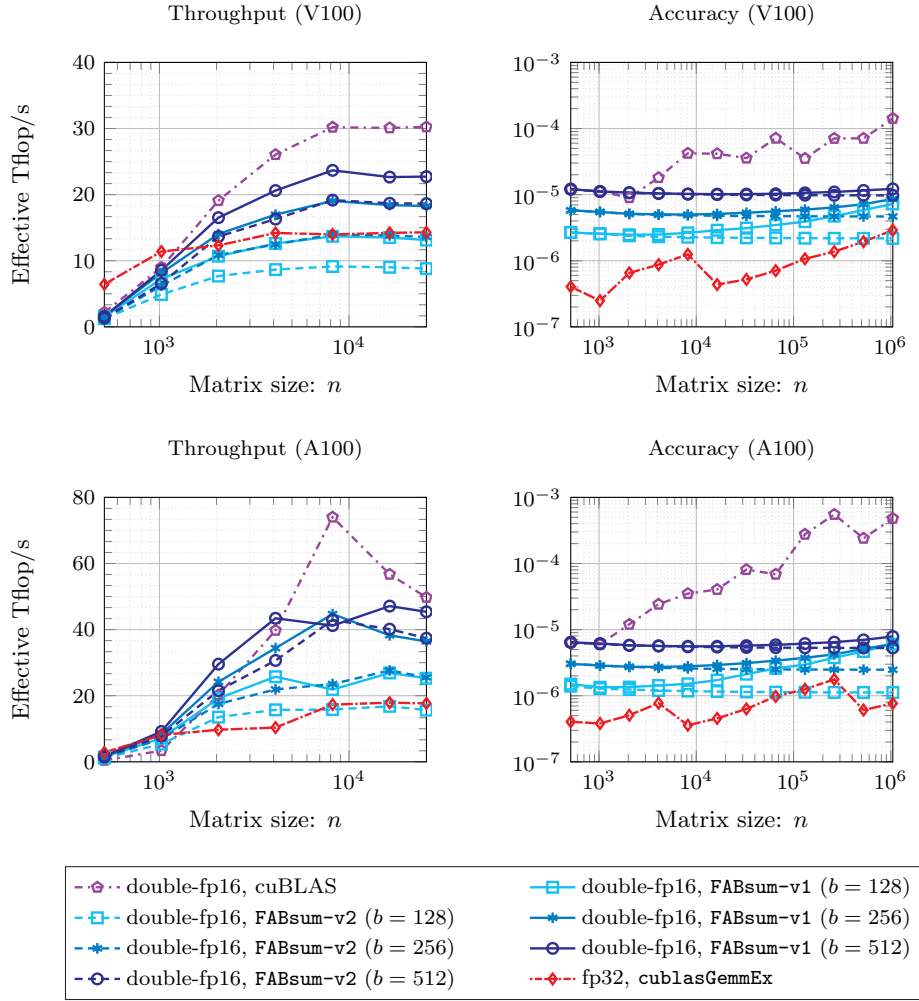 Throughput (V100)
Accuracy (V100)
Effective Tflop/s
40
30
20
10
0
10^3
10^4
Matrix size: n
10^-3
10^-4
10^-5
10^-6
10^-7
10^3
10^4
10^5
10^6
Matrix size: n
Throughput (A100)
Accuracy (A100)
Effective Tflop/s
80
60
40
20
0
10^3
10^4
Matrix size: n
10^-3
10^-4
10^-5
10^-6
10^-7
10^3
10^4
10^5
10^6
Matrix size: n
double-fp16, cuBLAS
double-fp16, FABsum-v1 (b = 128)
double-fp16, FABsum-v2 (b = 128)
double-fp16, FABsum-v1 (b = 256)
double-fp16, FABsum-v2 (b = 256)
double-fp16, FABsum-v1 (b = 512)
double-fp16, FABsum-v2 (b = 512)
fp32, cublasGemmEx